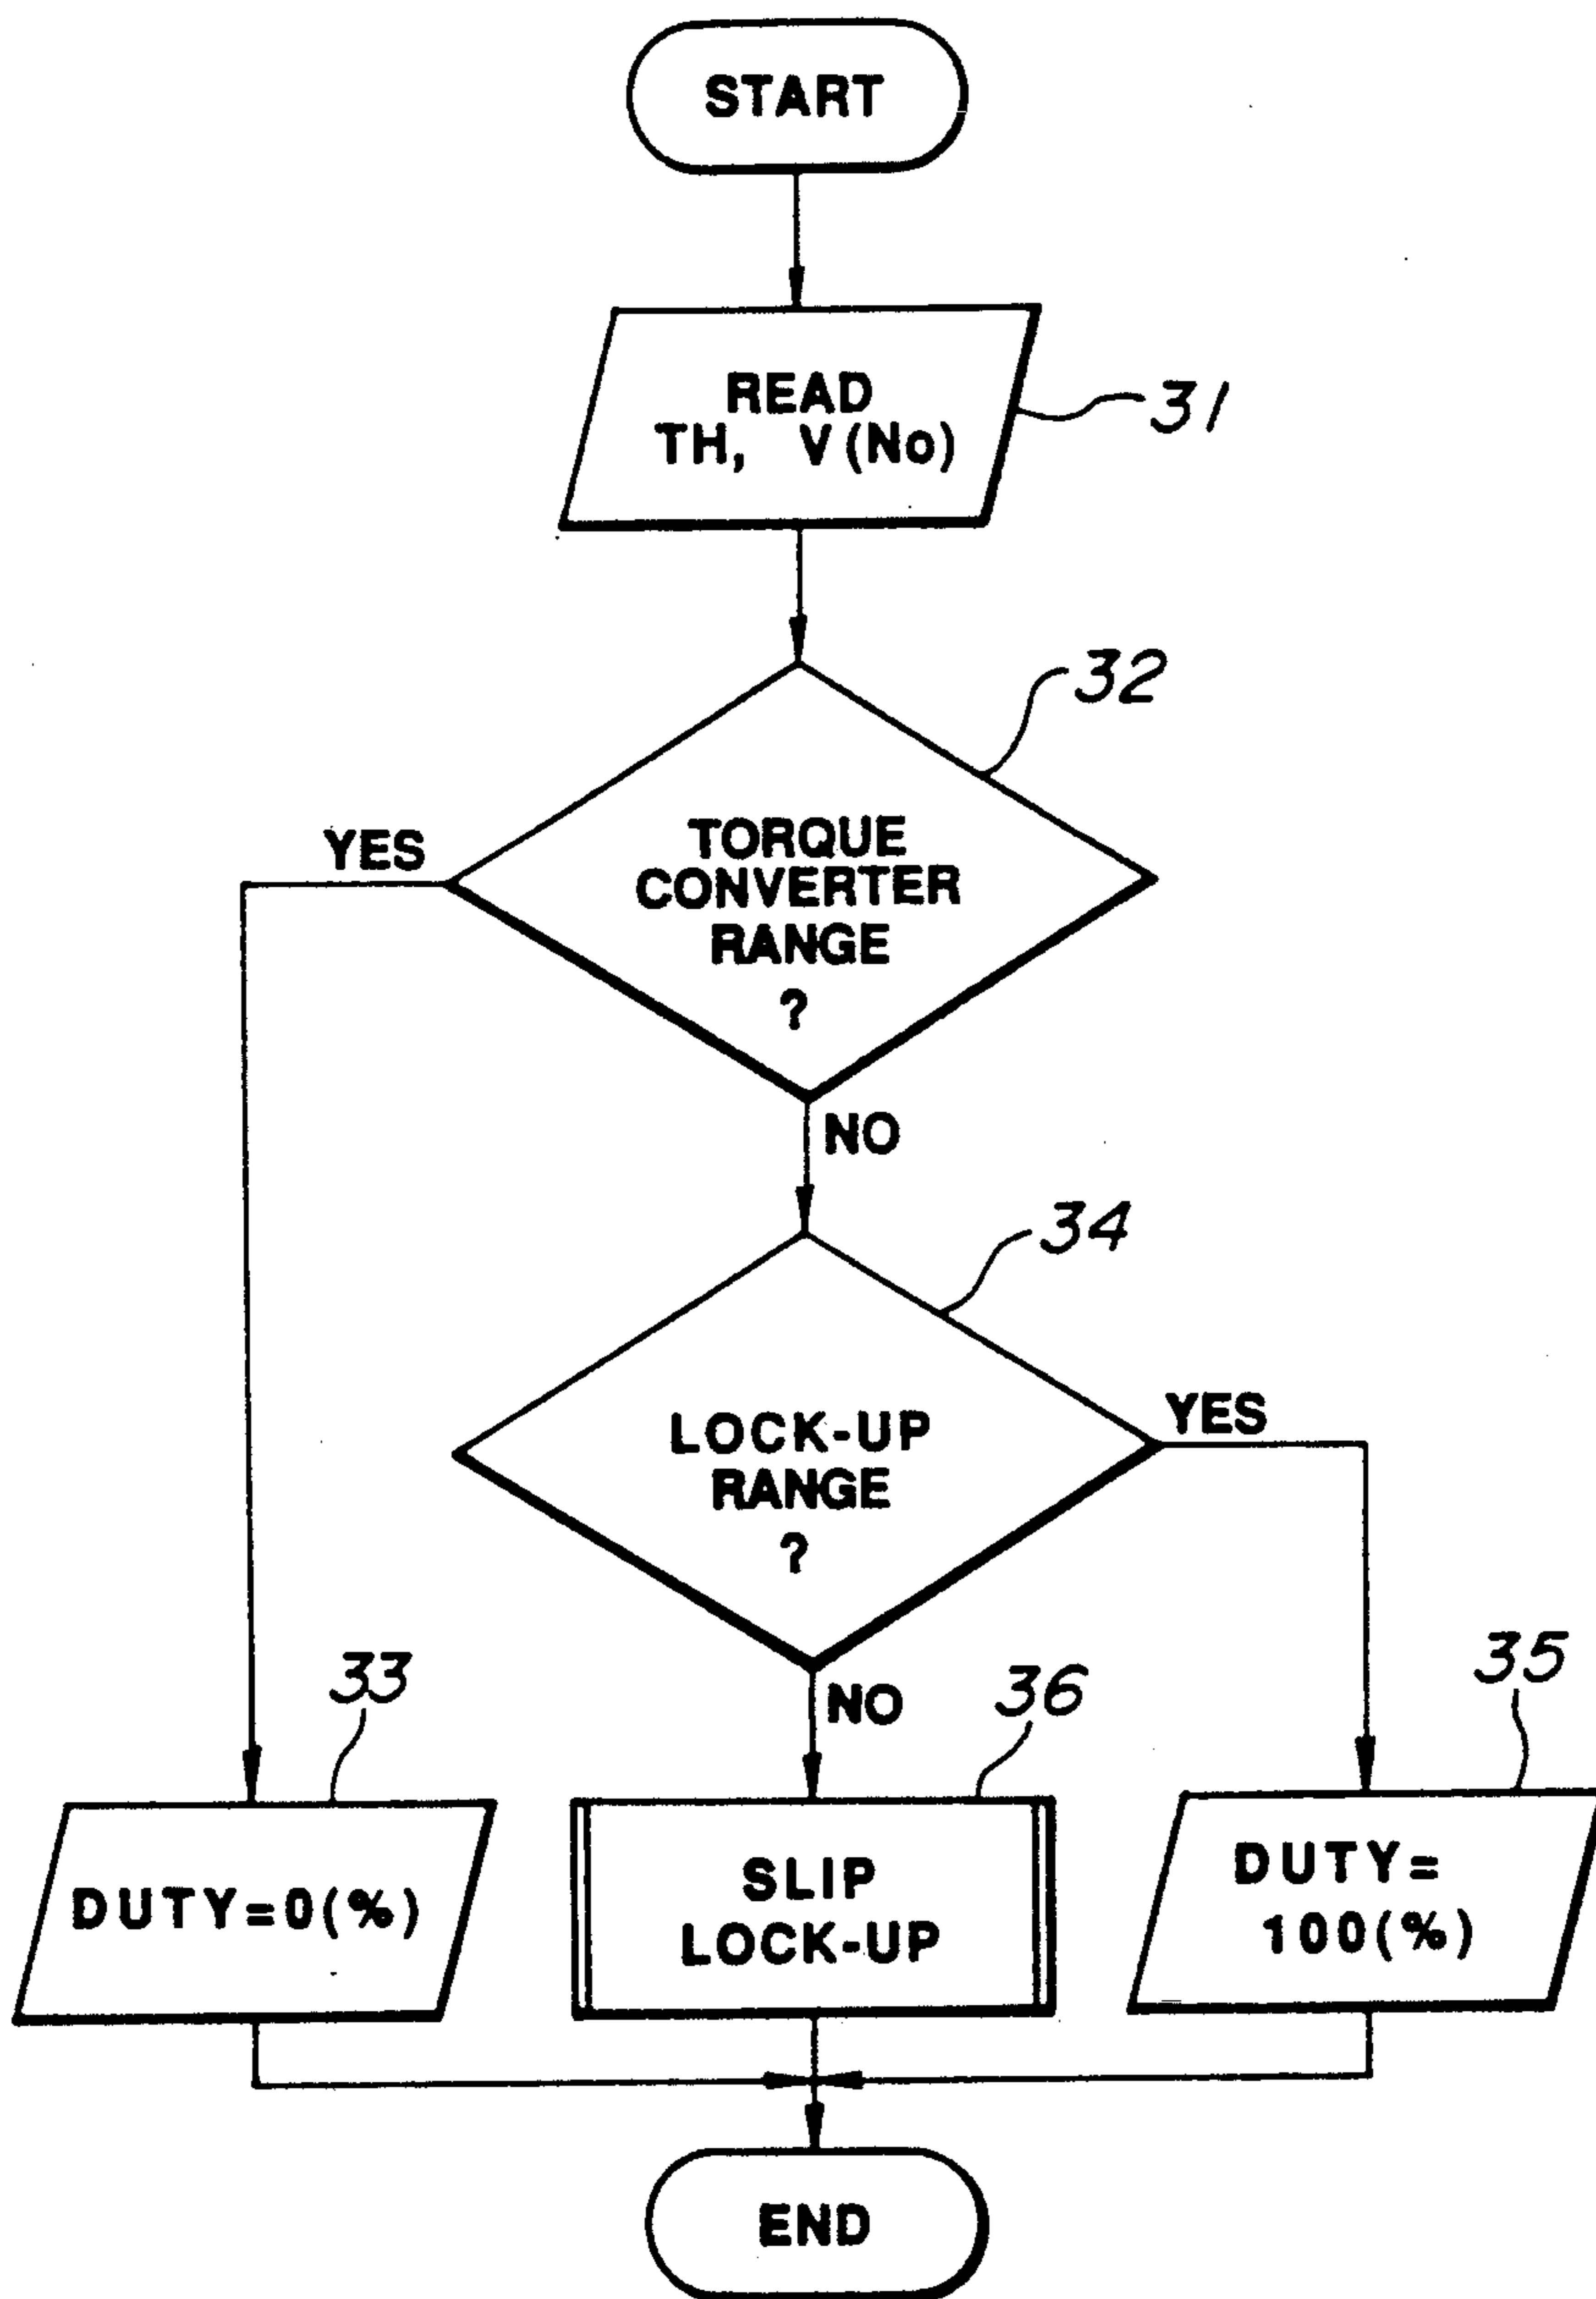 START
READ
TH, V(No)
31
32
YES
TORQUE
CONVERTER
RANGE
?
NO
34
LOCK-UP
RANGE
?
YES
NO
33
36
35
DUTY=0(%)
SLIP
LOCK-UP
DUTY=
100(%)
END